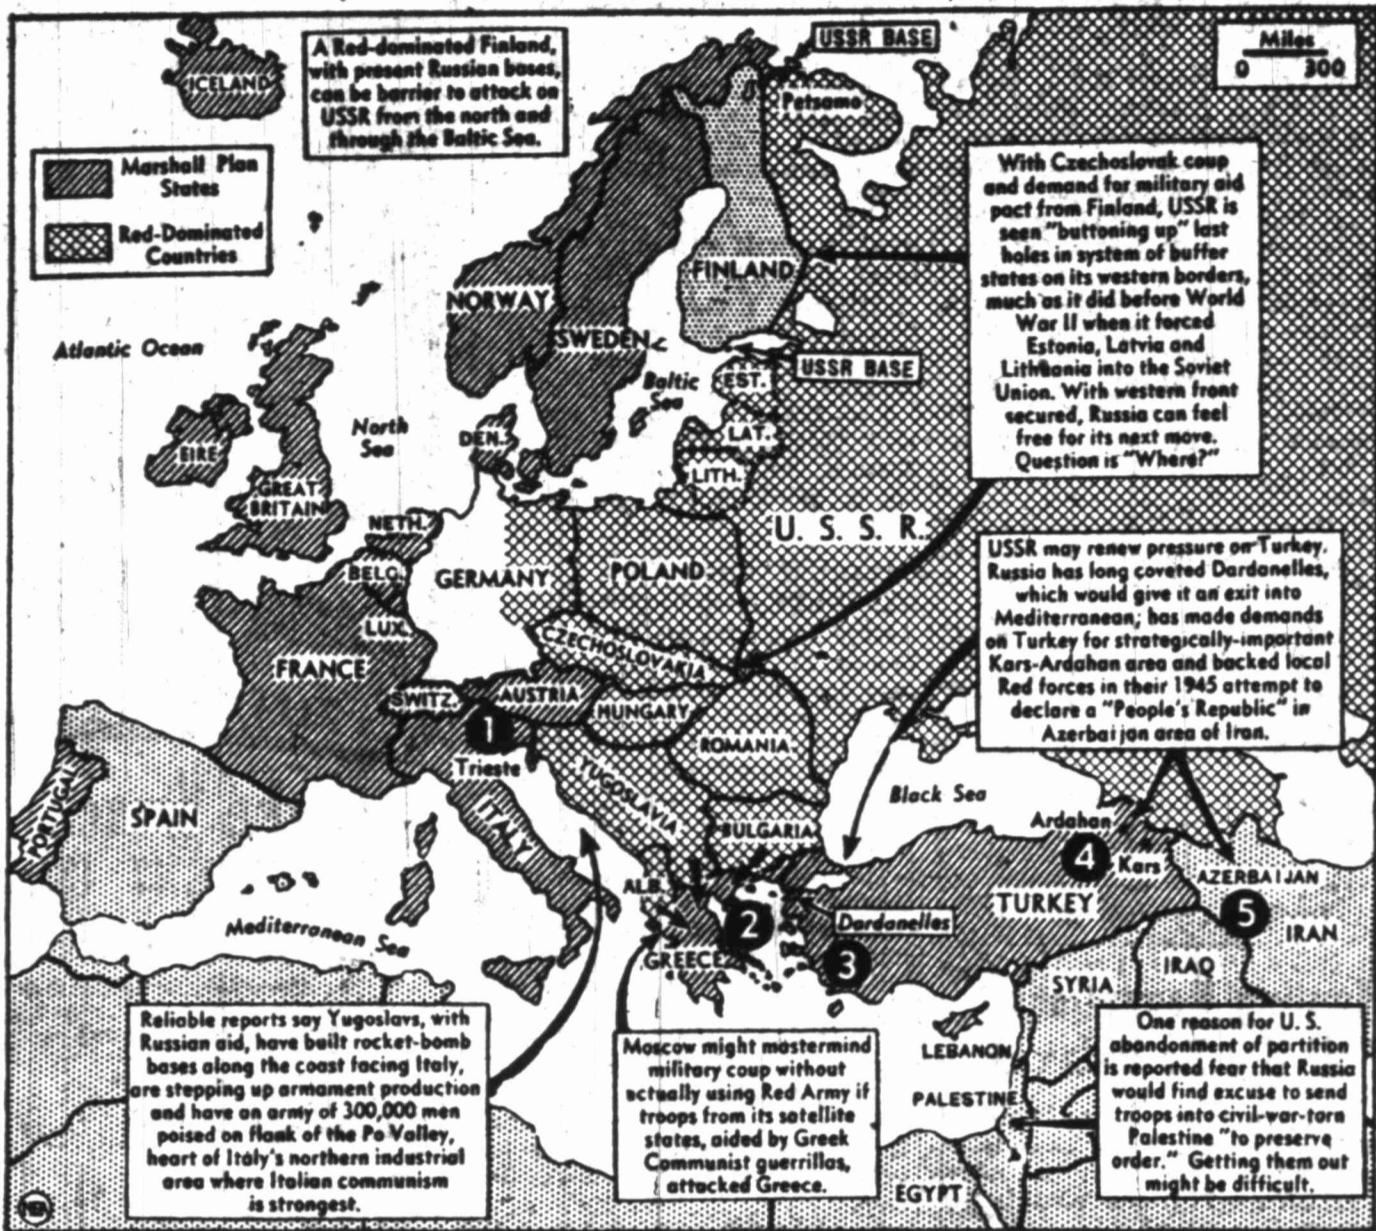 A Red-dominated Finland,
with present Russian bases,
can be barrier to attack on
USSR from the north and
through the Baltic Sea.
USSR BASE
Miles
0 300
ICELAND
Marshall Plan
States
Red-Dominated
Countries
Petsamo
With Czechoslovak coup
and demand for military aid
pact from Finland, USSR is
seen "buttoning up" last
holes in system of buffer
states on its western borders,
much as it did before World
War II when it forced
Estonia, Latvia and
Lithuania into the Soviet
Union. With western front
secured, Russia can feel
free for its next move.
Question is "Where?"
FINLAND
NORWAY
SWEDEN
Atlantic Ocean
USSR BASE
Baltic
Sea
EST.
North
Sea
DEN.
LAT.
LITH.
EIRE
GREAT
BRITAIN
NETH.
U. S. S. R.
BELG.
GERMANY
POLAND
LUX.
CZECHOSLOVAKIA
FRANCE
SWITZ.
AUSTRIA
HUNGARY
USSR may renew pressure on Turkey.
Russia has long coveted Dardanelles,
which would give it an exit into
Mediterranean; has made demands
on Turkey for strategically-important
Kars-Ardahan area and backed local
Red forces in their 1945 attempt to
declare a "People's Republic" in
Azerbaijan area of Iran.
1
Trieste
ROMANIA
YUGOSLAVIA
PORTUGAL
SPAIN
ITALY
BULGARIA
Black Sea
Ardahan
4
Kars
AZERBAIJAN
5
IRAN
ALB.
2
Dardanelles
TURKEY
Mediterranean Sea
GREECE
3
SYRIA
IRAQ
Reliable reports say Yugoslavs, with
Russian aid, have built rocket-bomb
bases along the coast facing Italy,
are stepping up armament production
and have an army of 300,000 men
poised on flank of the Po Valley,
heart of Italy's northern industrial
area where Italian communism
is strongest.
Moscow might mastermind
military coup without
actually using Red Army if
troops from its satellite
states, aided by Greek
Communist guerrillas,
attacked Greece.
LEBANON
PALESTINE
EGYPT
One reason for U. S.
abandonment of partition
is reported fear that Russia
would find excuse to send
troops into civil-war-torn
Palestine "to preserve
order." Getting them out
might be difficult.
NEA